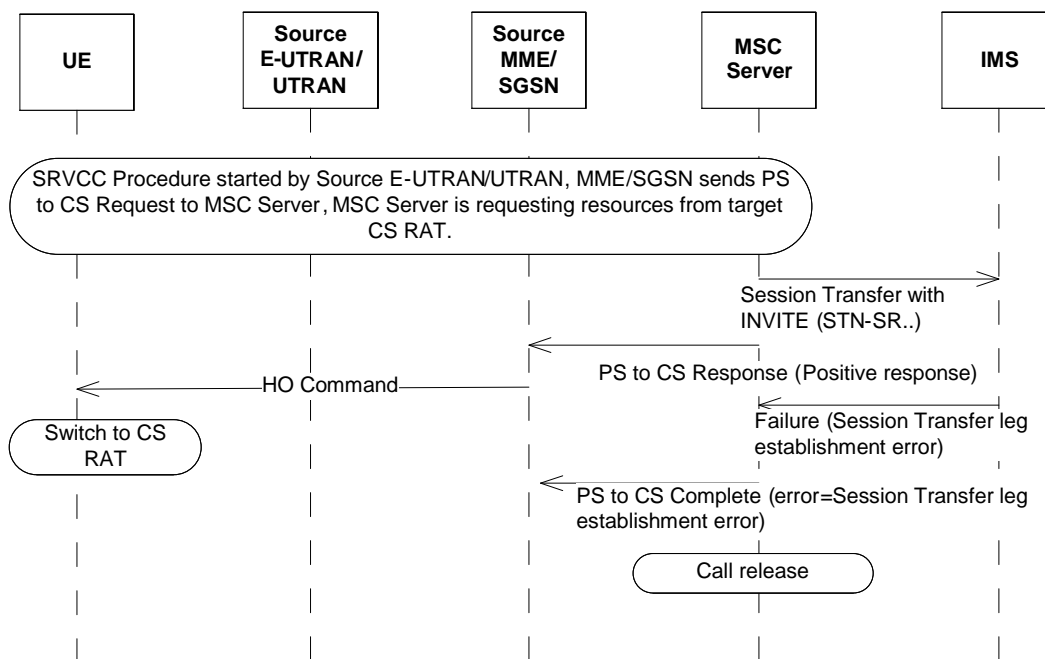 UE
Source
E-UTRAN/
UTRAN
Source
MME/
SGSN
MSC
Server
IMS
SRVCC Procedure started by Source E-UTRAN/UTRAN, MME/SGSN sends PS
to CS Request to MSC Server, MSC Server is requesting resources from target
CS RAT.
Session Transfer with
INVITE (STN-SR..)
PS to CS Response (Positive response)
HO Command
Failure (Session Transfer leg
establishment error)
Switch to CS
RAT
PS to CS Complete (error=Session Transfer leg
establishment error)
Call release